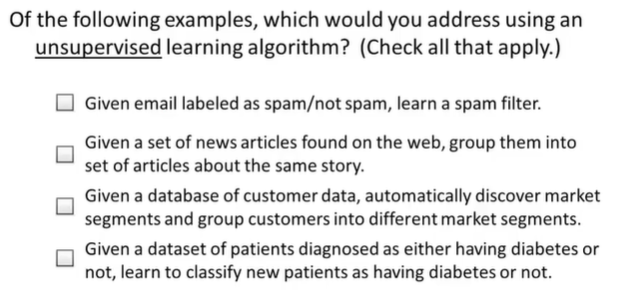 Of the following examples, which would you address using an
unsupervised learning algorithm? (Check all that apply.)
Given email labeled as spam/not spam, learn a spam filter.
Given a set of news articles found on the web, group them into
set of articles about the same story.
Given a database of customer data, automatically discover market
segments and group customers into different market segments.
Given a dataset of patients diagnosed as either having diabetes or
not, learn to classify new patients as having diabetes or not.